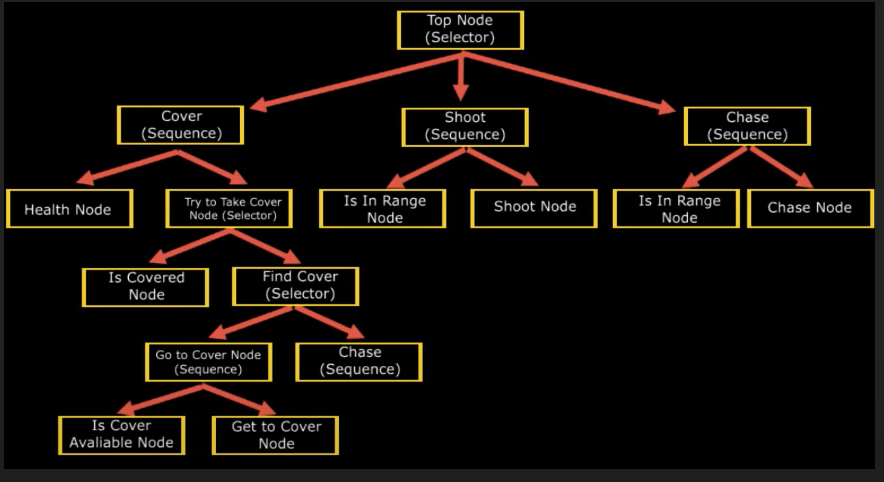 Top Node
(Selector)
Cover
(Sequence)
Shoot
(Sequence)
Chase
(Sequence)
Health Node
Try to Take Cover
Node (Selector)
Is In Range
Node
Shoot Node
Is In Range
Node
Chase Node
Is Covered
Node
Find Cover
(Selector)
Go to Cover Node
(Sequence)
Chase
(Sequence)
Is Cover
Avaliable Node
Get to Cover
Node